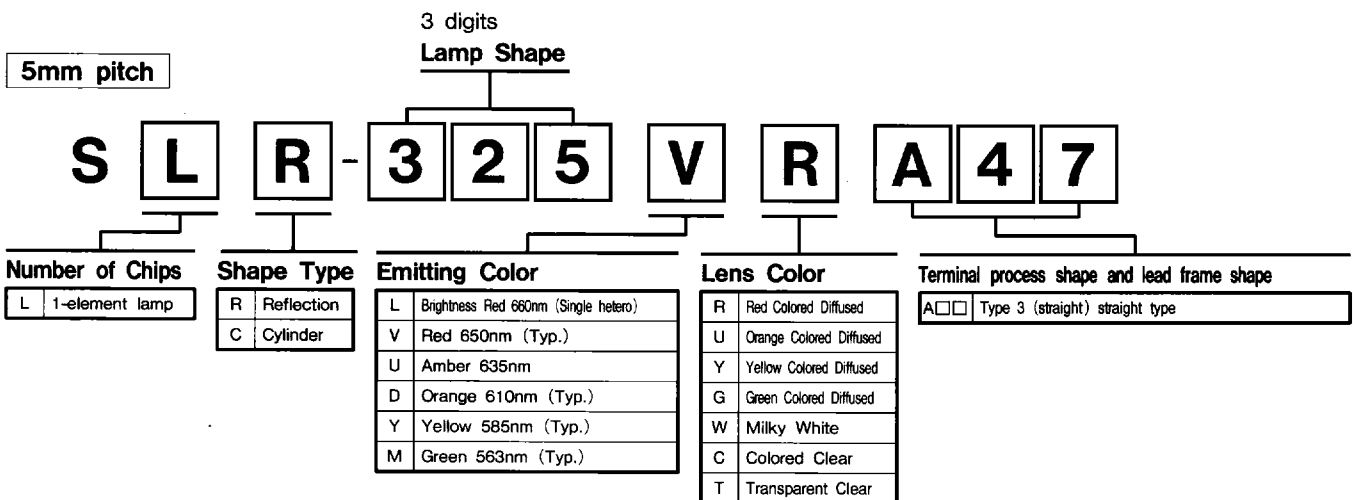 3 digits
Lamp Shape
5mm pitch
S L R - 3 2 5 V R A 4 7
Number of Chips
L 1-element lamp
Shape Type
R Reflection
C Cylinder
Emitting Color
L Brightness Red 660nm (Single hetero)
V Red 650nm (Typ.)
U Amber 635nm
D Orange 610nm (Typ.)
Y Yellow 585nm (Typ.)
M Green 563nm (Typ.)
Lens Color
R Red Colored Diffused
U Orange Colored Diffused
Y Yellow Colored Diffused
G Green Colored Diffused
W Milky White
C Colored Clear
T Transparent Clear
Terminal process shape and lead frame shape
A□□ Type 3 (straight) straight type